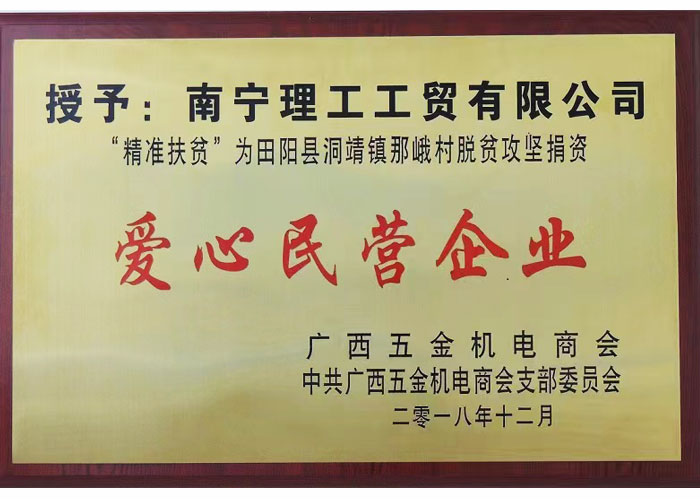 授予：南宁理工工贸有限公司
“精准扶贫”为田阳县洞靖镇那峨村脱贫攻坚捐资
爱心民营企业
广西五金机电商会
中共广西五金机电商会支部委员会
二零一八年十二月